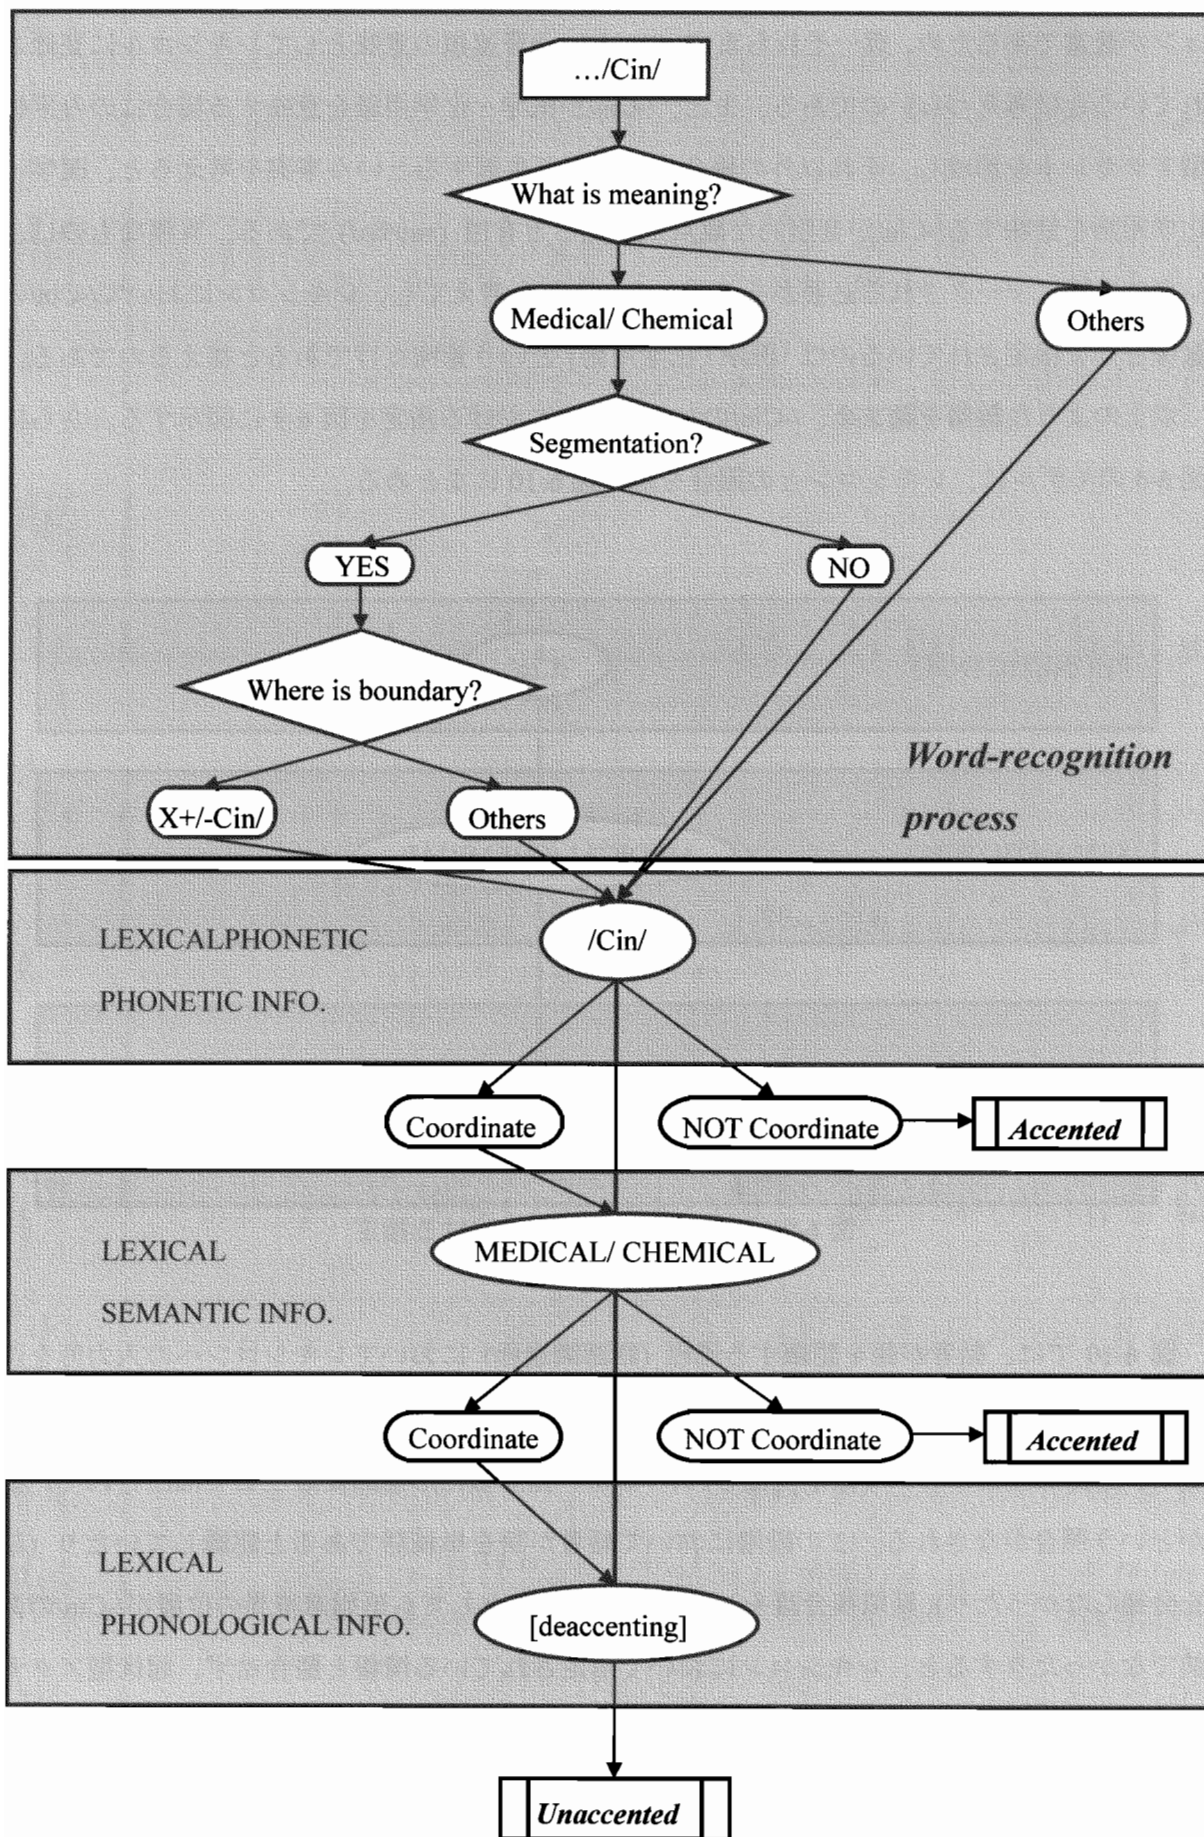 .../Cin/
What is meaning?
Medical/ Chemical
Others
Segmentation?
YES
NO
Where is boundary?
Word-recognition
process
X+/-Cin/
Others
LEXICALPHONETIC
PHONETIC INFO.
/Cin/
Coordinate
NOT Coordinate
Accented
LEXICAL
SEMANTIC INFO.
MEDICAL/ CHEMICAL
Coordinate
NOT Coordinate
Accented
LEXICAL
PHONOLOGICAL INFO.
[deaccenting]
Unaccented